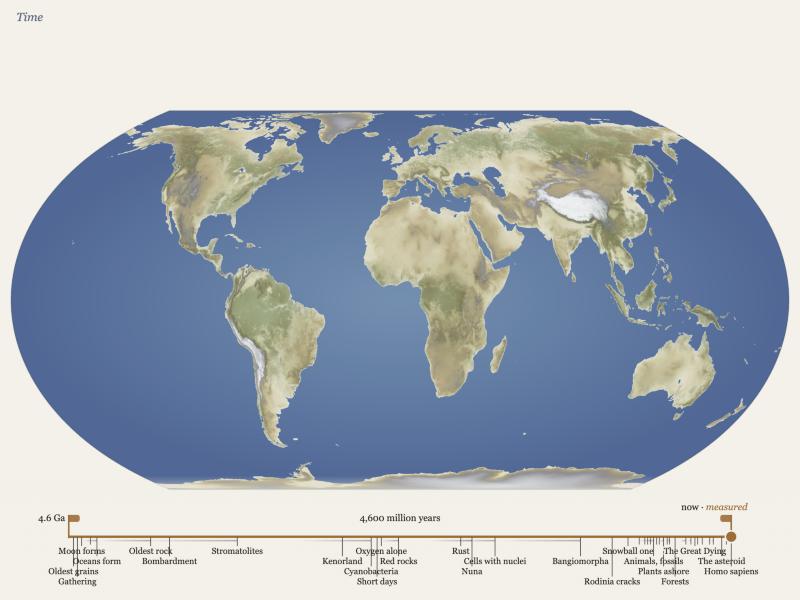 Time
now · measured
4.6 Ga
4,600 million years
Moon forms
Oldest rock
Stromatolites
Oxygen alone
Rust
Snowball one
The Great Dying
Oceans form
Bombardment
Kenorland
Red rocks
Cells with nuclei
Bangiomorpha
Animals, fossils
The asteroid
Oldest grains
Cyanobacteria
Nuna
Plants ashore
Homo sapiens
Gathering
Short days
Rodinia cracks
Forests